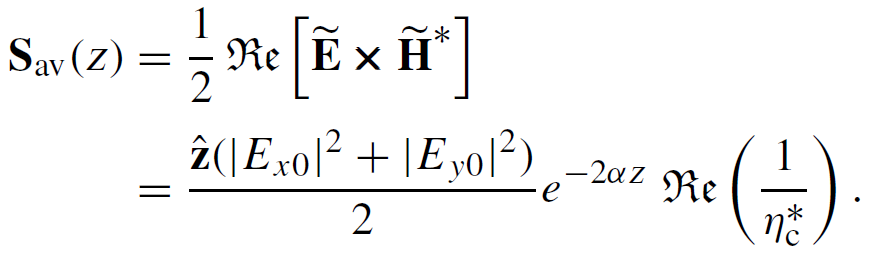 S_av(z) = 1/2 ℜ𝔢 [Ẽ × H̃*]
= ẑ(|E_x0|² + |E_y0|²)/2 e^{−2αz} ℜ𝔢 (1/η_c*).